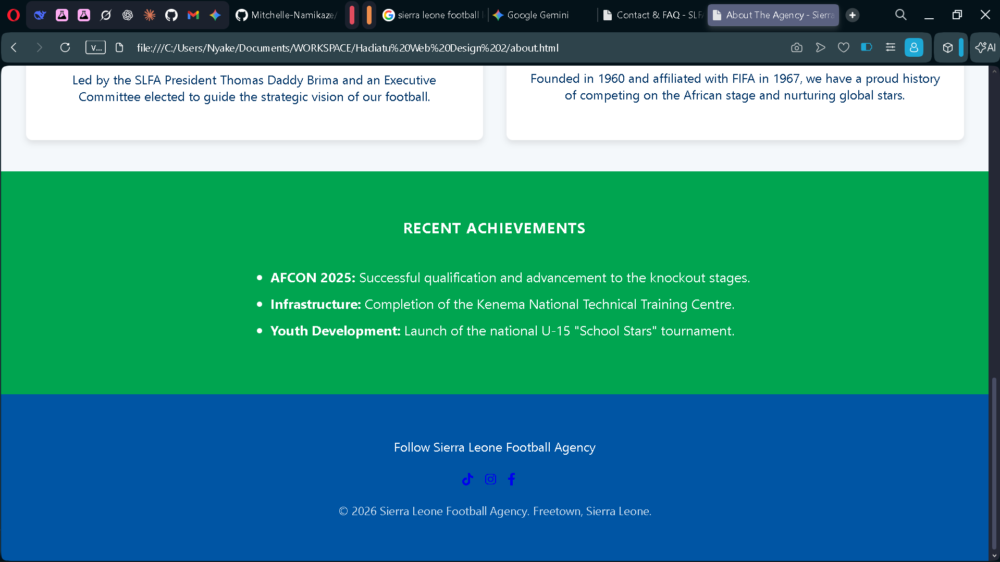 Mitchelle-Namikaze/
sierra leone football
Google Gemini
Contact & FAQ - SLFA
About The Agency - Sierra
v...
file:///C:/Users/Nyake/Documents/WORKSPACE/Hadiatu%20Web%20Design%202/about.html
AI
Led by the SLFA President Thomas Daddy Brima and an Executive
Committee elected to guide the strategic vision of our football.
Founded in 1960 and affiliated with FIFA in 1967, we have a proud history
of competing on the African stage and nurturing global stars.
RECENT ACHIEVEMENTS
• AFCON 2025: Successful qualification and advancement to the knockout stages.
• Infrastructure: Completion of the Kenema National Technical Training Centre.
• Youth Development: Launch of the national U-15 "School Stars" tournament.
Follow Sierra Leone Football Agency
© 2026 Sierra Leone Football Agency. Freetown, Sierra Leone.